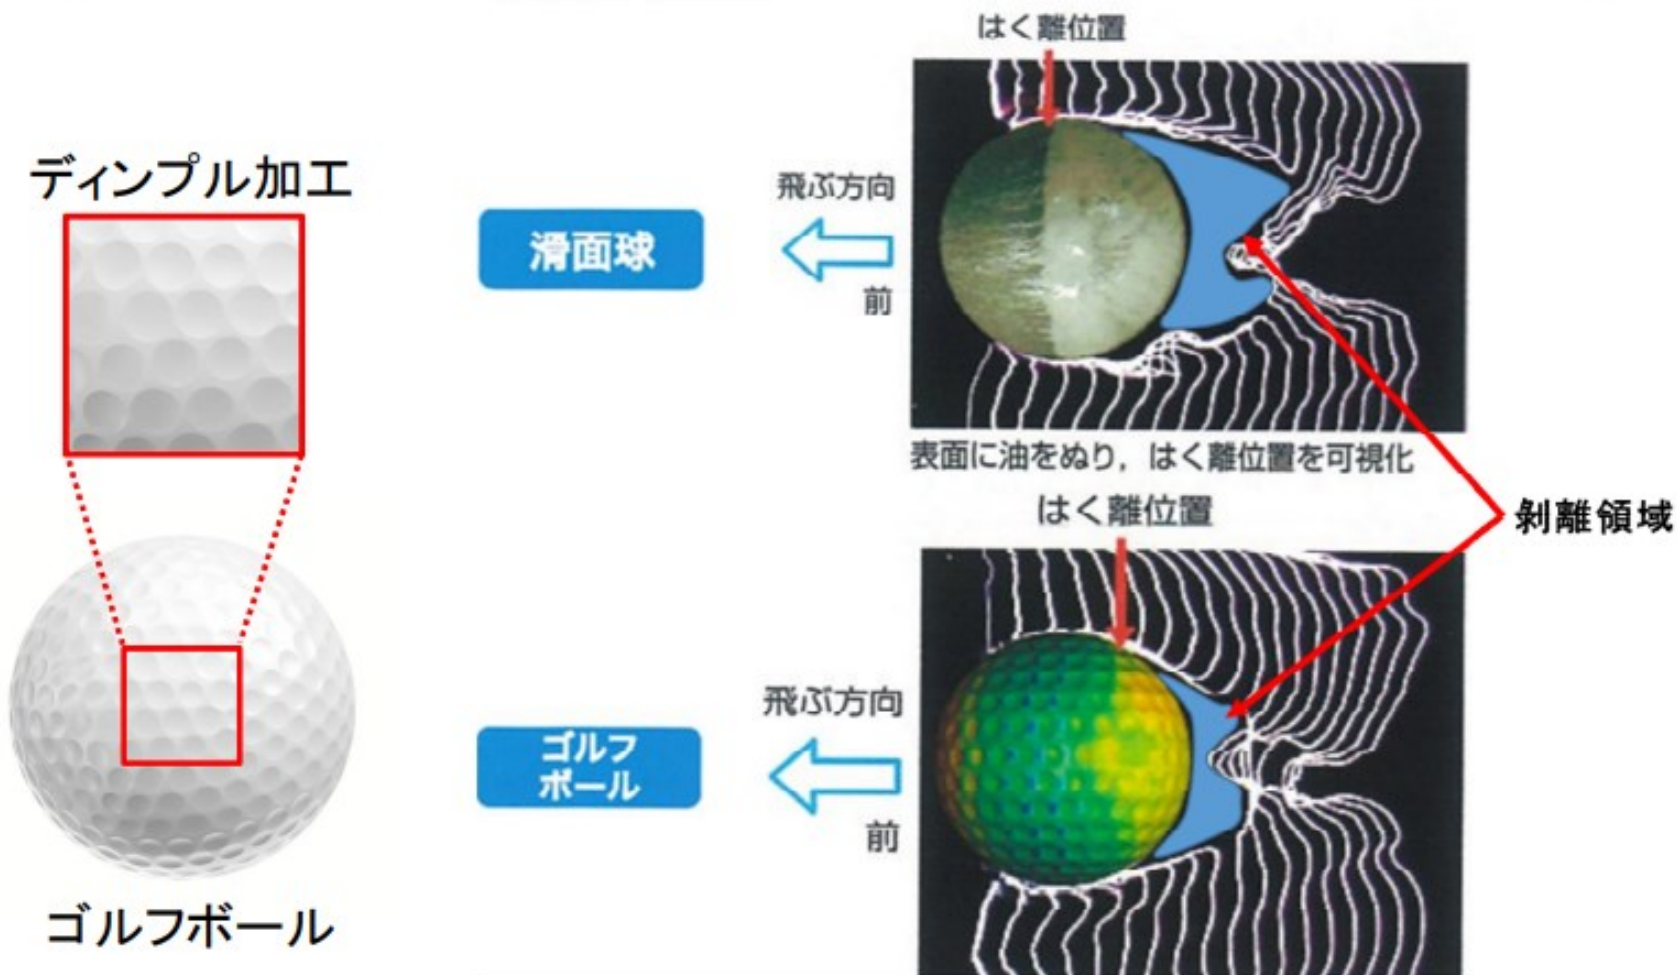 ディンプル加工
ゴルフボール
滑面球
飛ぶ方向
前
はく離位置
表面に油をぬり，はく離位置を可視化
はく離位置
剝離領域
ゴルフ
ボール
飛ぶ方向
前